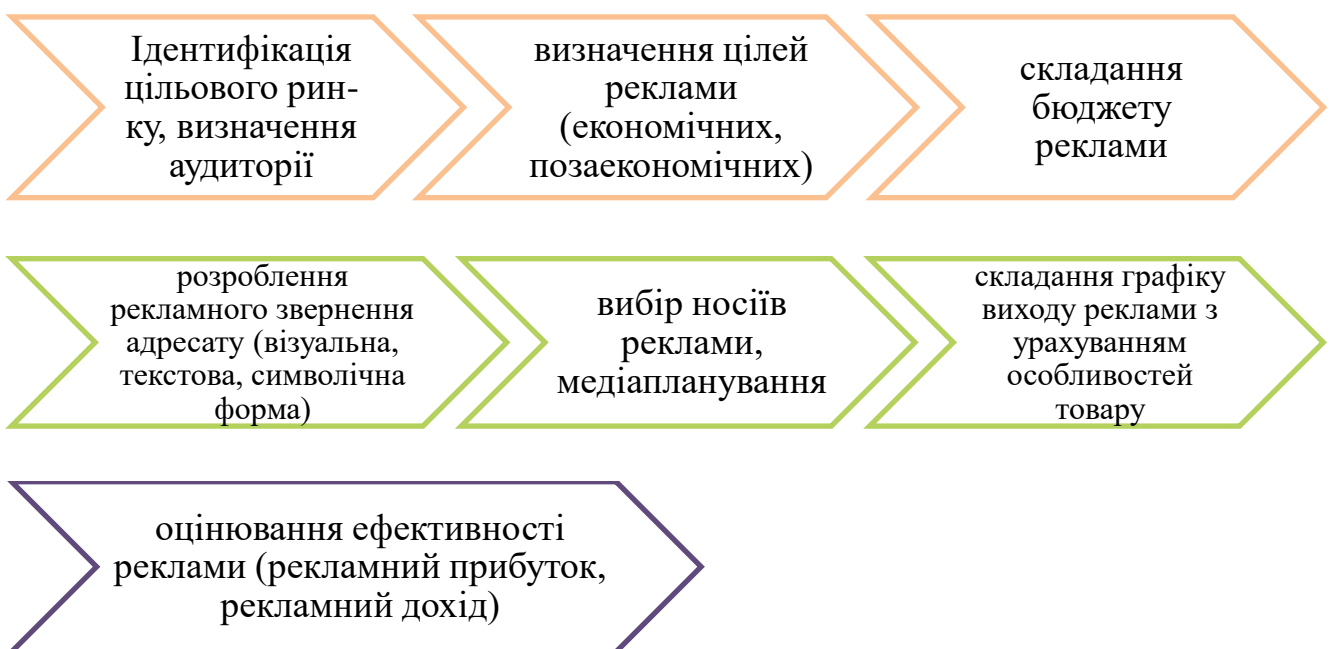 Ідентифікація
цільового рин-
ку, визначення
аудиторії
визначення цілей
реклами
(економічних,
позаекономічних)
складання
бюджету
реклами
розроблення
рекламного звернення
адресату (візуальна,
текстова, символічна
форма)
вибір носіїв
реклами,
медіапланування
складання графіку
виходу реклами з
урахуванням
особливостей
товару
оцінювання ефективності
реклами (рекламний прибуток,
рекламний дохід)